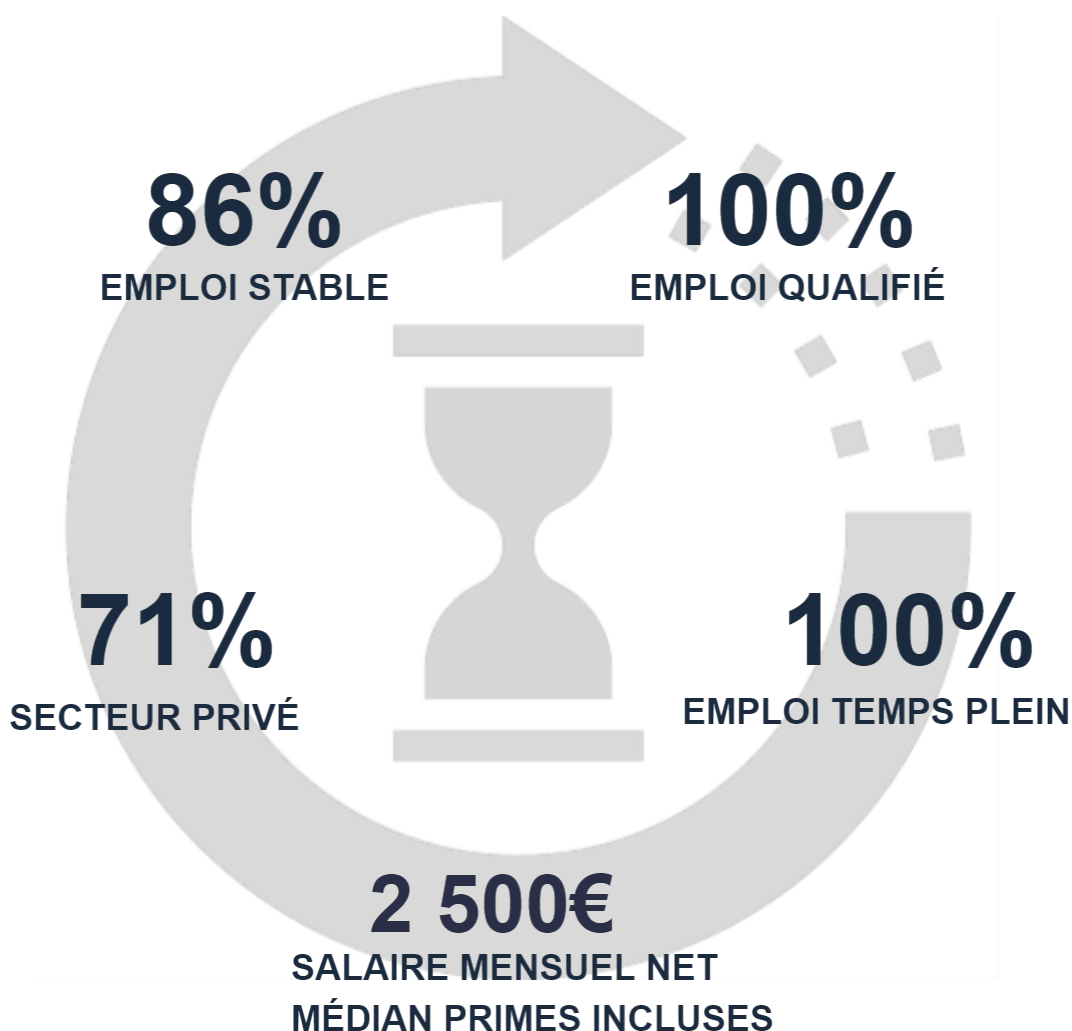 86%
EMPLOI STABLE
100%
EMPLOI QUALIFIÉ
71%
SECTEUR PRIVÉ
100%
EMPLOI TEMPS PLEIN
2 500€
SALAIRE MENSUEL NET
MÉDIAN PRIMES INCLUSES